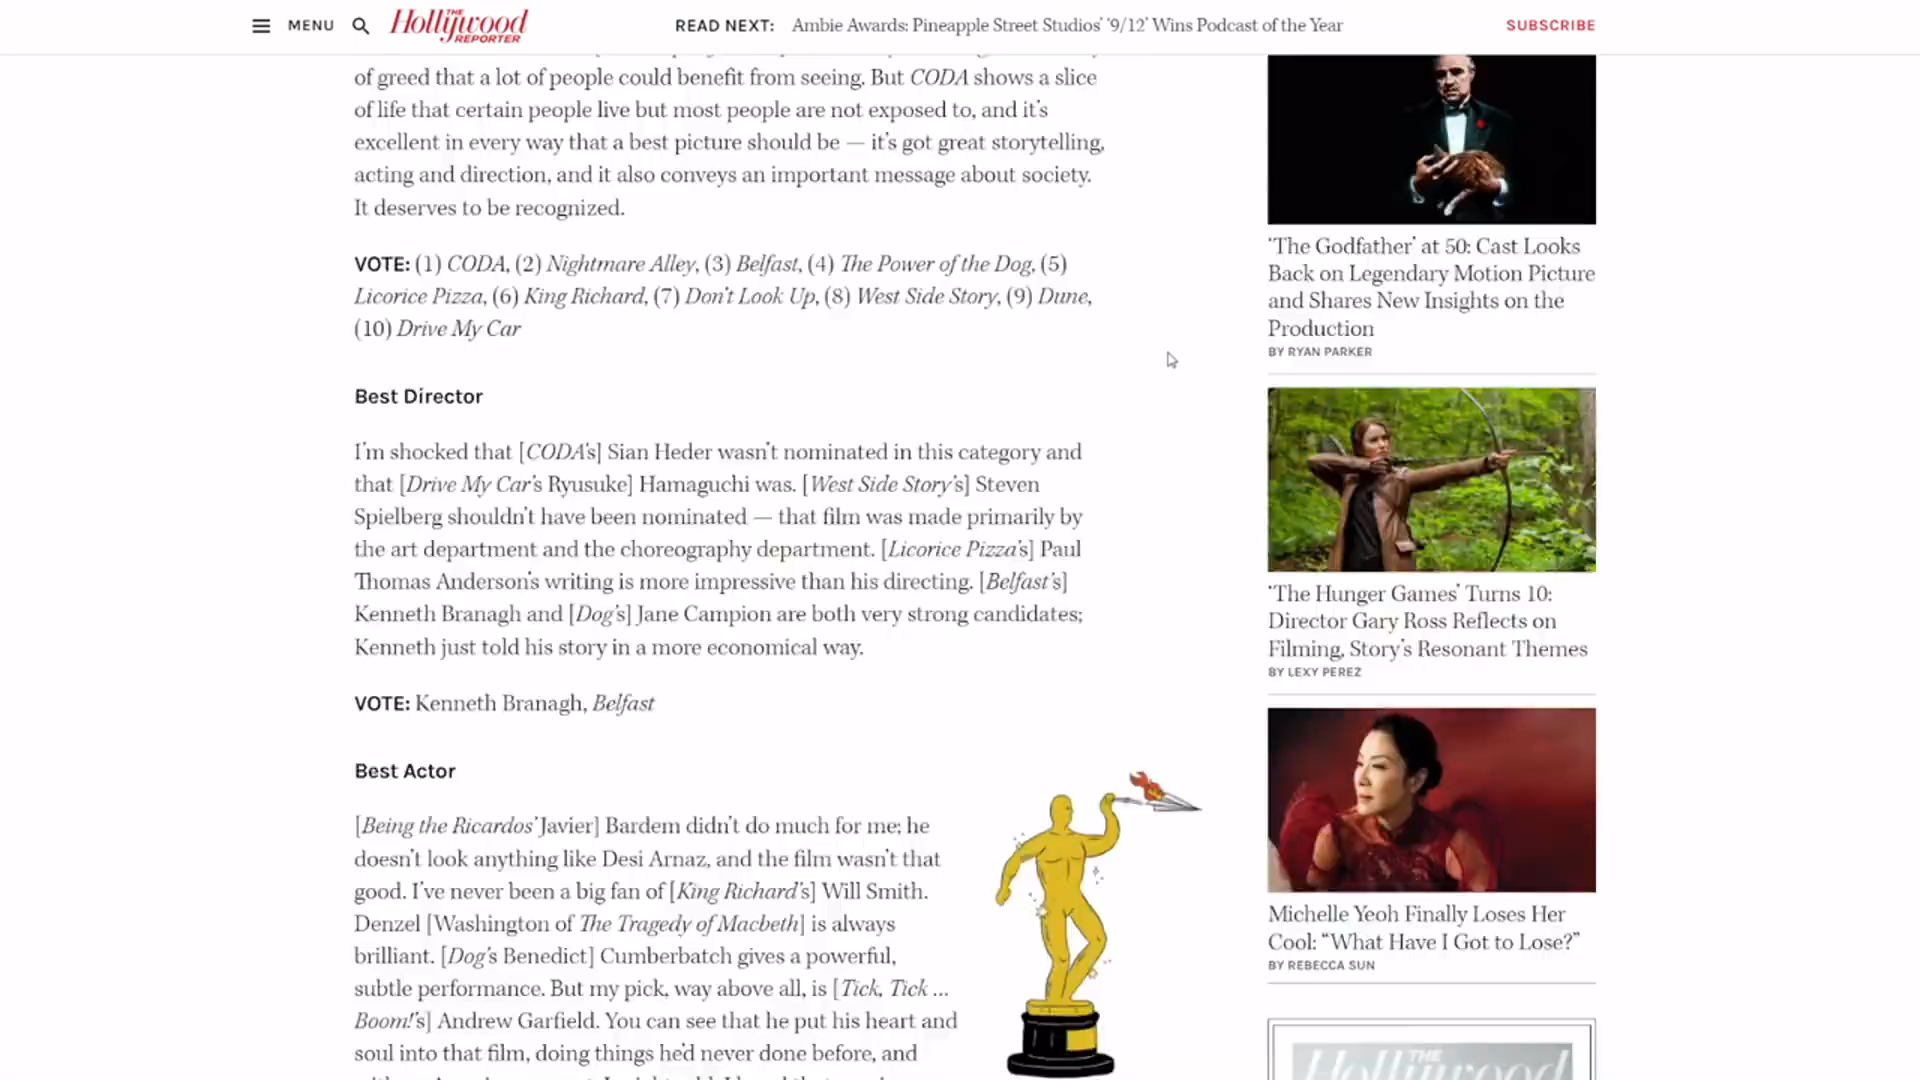 MENU
THE
Hollywood
REPORTER
READ NEXT: Ambie Awards: Pineapple Street Studios' '9/12' Wins Podcast of the Year
SUBSCRIBE
of greed that a lot of people could benefit from seeing. But CODA shows a slice
of life that certain people live but most people are not exposed to, and it's
excellent in every way that a best picture should be — it's got great storytelling,
acting and direction, and it also conveys an important message about society.
It deserves to be recognized.
VOTE: (1) CODA, (2) Nightmare Alley, (3) Belfast, (4) The Power of the Dog, (5)
Licorice Pizza, (6) King Richard, (7) Don't Look Up, (8) West Side Story, (9) Dune,
(10) Drive My Car
Best Director
I'm shocked that [CODA's] Sian Heder wasn't nominated in this category and
that [Drive My Car's Ryusuke] Hamaguchi was. [West Side Story's] Steven
Spielberg shouldn't have been nominated — that film was made primarily by
the art department and the choreography department. [Licorice Pizza's] Paul
Thomas Anderson's writing is more impressive than his directing. [Belfast's]
Kenneth Branagh and [Dog's] Jane Campion are both very strong candidates;
Kenneth just told his story in a more economical way.
VOTE: Kenneth Branagh, Belfast
Best Actor
[Being the Ricardos' Javier] Bardem didn't do much for me; he
doesn't look anything like Desi Arnaz, and the film wasn't that
good. I've never been a big fan of [King Richard's] Will Smith.
Denzel [Washington of The Tragedy of Macbeth] is always
brilliant. [Dog's Benedict] Cumberbatch gives a powerful,
subtle performance. But my pick, way above all, is [Tick, Tick ...
Boom!'s] Andrew Garfield. You can see that he put his heart and
soul into that film, doing things he'd never done before, and
'The Godfather' at 50: Cast Looks
Back on Legendary Motion Picture
and Shares New Insights on the
Production
BY RYAN PARKER
'The Hunger Games' Turns 10:
Director Gary Ross Reflects on
Filming, Story's Resonant Themes
BY LEXY PEREZ
Michelle Yeoh Finally Loses Her
Cool: “What Have I Got to Lose?”
BY REBECCA SUN
THE
Hollywood